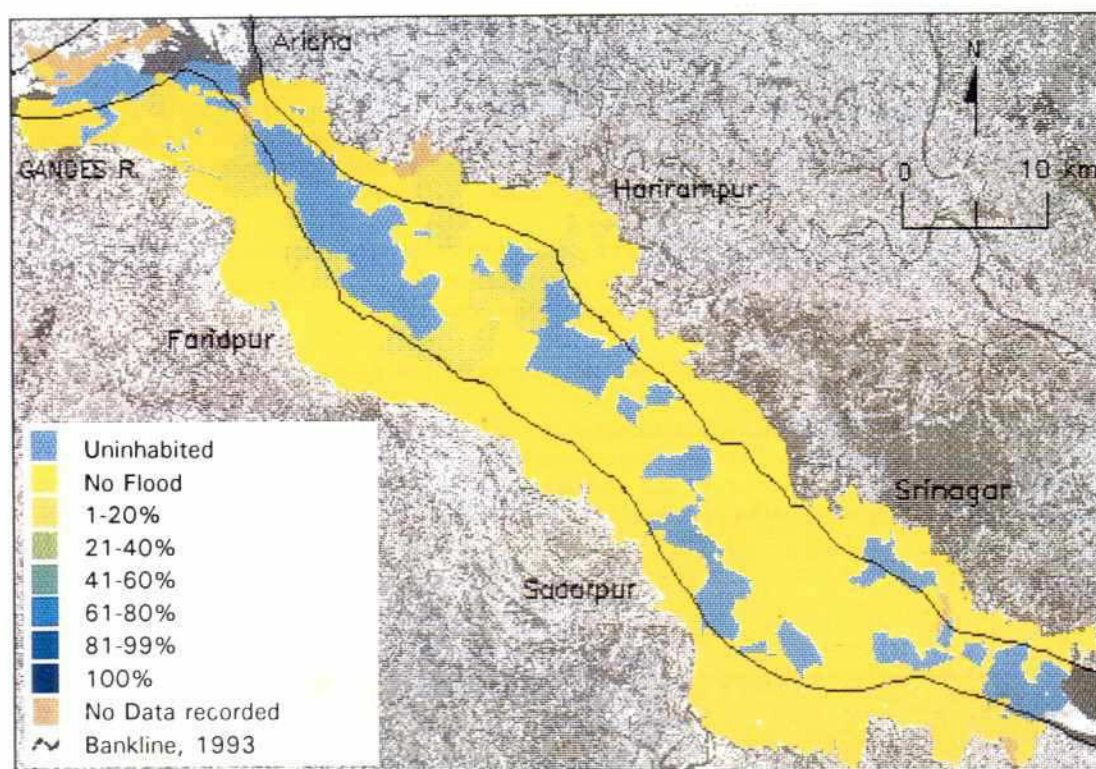 Aricha
N
GANGES R.
0 10 km
Harirampur
Faridpur
Srinagar
Sadarpur
Uninhabited
No Flood
1-20%
21-40%
41-60%
61-80%
81-99%
100%
No Data recorded
Bankline, 1993